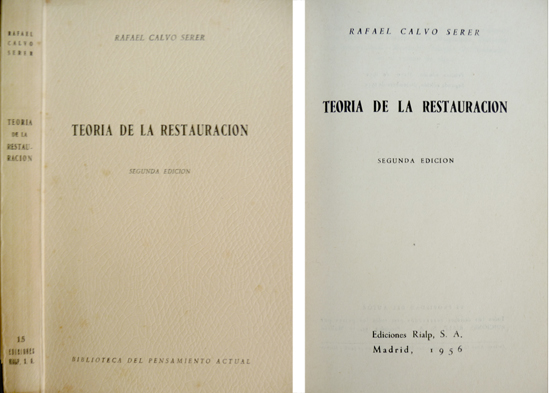 RAFAEL
CALVO
SERER
TEORIA
DE LA
RESTAU-
RACION
15
EDICIONES
RIALP S. A.
RAFAEL CALVO SERER
TEORIA DE LA RESTAURACION
SEGUNDA EDICION
BIBLIOTECA DEL PENSAMIENTO ACTUAL
RAFAEL CALVO SERER
TEORIA DE LA RESTAURACION
SEGUNDA EDICION
Ediciones Rialp, S. A.
Madrid, 1956